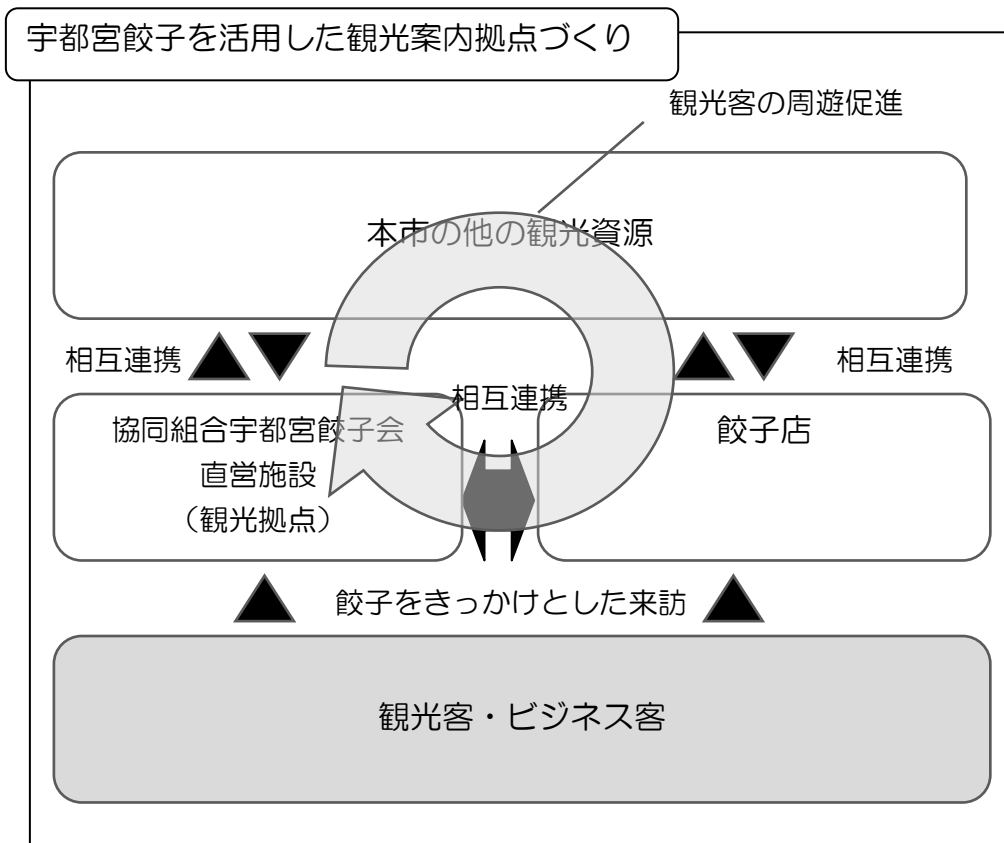 宇都宮餃子を活用した観光案内拠点づくり
観光客の周遊促進
本市の他の観光資源
相互連携
相互連携
相互連携
協同組合宇都宮餃子会
直営施設
（観光拠点）
餃子店
餃子をきっかけとした来訪
観光客・ビジネス客